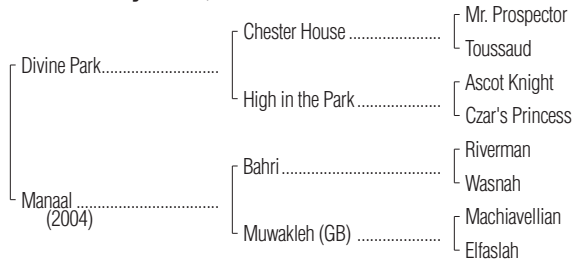 Mr. Prospector
Chester House
Toussaud
Divine Park
Ascot Knight
High in the Park
Czar's Princess
Riverman
Bahri
Wasnah
Manaal
(2004)
Machiavellian
Muwakleh (GB)
Elfaslah